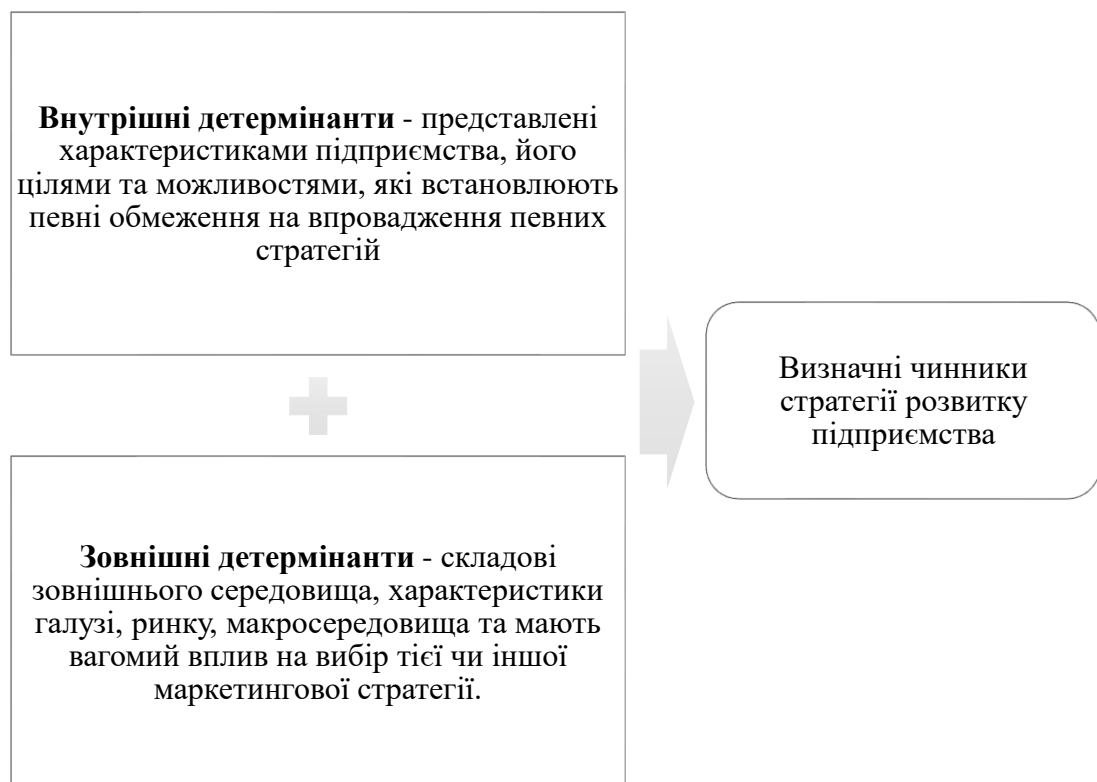 Внутрішні детермінанти - представлені
характеристиками підприємства, його
цілями та можливостями, які встановлюють
певні обмеження на впровадження певних
стратегій
Зовнішні детермінанти - складові
зовнішнього середовища, характеристики
галузі, ринку, макросередовища та мають
вагомий вплив на вибір тієї чи іншої
маркетингової стратегії.
Визначні чинники
стратегії розвитку
підприємства